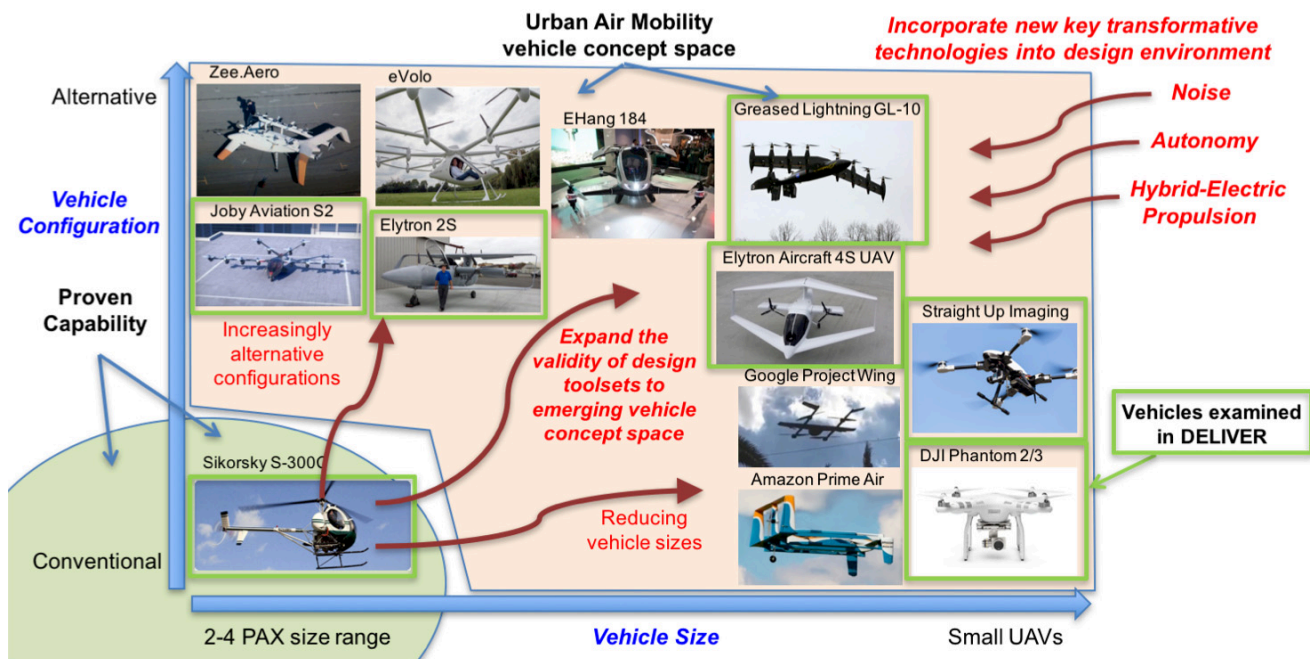 Urban Air Mobility
vehicle concept space
Incorporate new key transformative
technologies into design environment
Alternative
Zee.Aero
eVolo
EHang 184
Greased Lightning GL-10
Noise
Autonomy
Hybrid-Electric
Propulsion
Vehicle
Configuration
Joby Aviation S2
Elytron 2S
Elytron Aircraft 4S UAV
Proven
Capability
Increasingly
alternative
configurations
Expand the
validity of design
toolsets to
emerging vehicle
concept space
Straight Up Imaging
Google Project Wing
Vehicles examined
in DELIVER
Sikorsky S-300C
DJI Phantom 2/3
Amazon Prime Air
Reducing
vehicle sizes
Conventional
2-4 PAX size range
Vehicle Size
Small UAVs